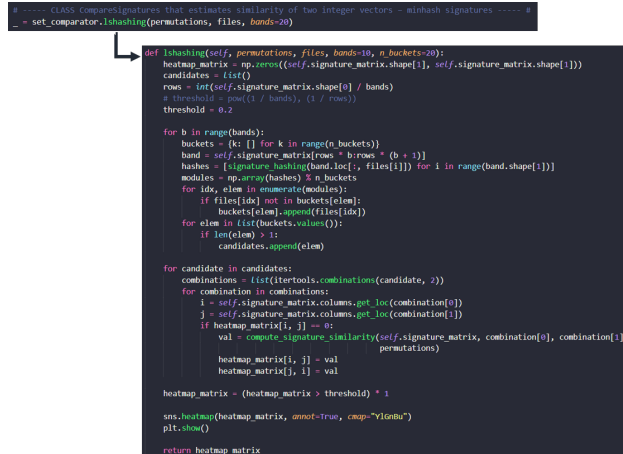 # ----- CLASS CompareSignatures that estimates similarity of two integer vectors – minhash signatures ----- #
_ = set_comparator.lshashing(permutations, files, bands=20)
def lshashing(self, permutations, files, bands=10, n_buckets=20):
heatmap_matrix = np.zeros((self.signature_matrix.shape[1], self.signature_matrix.shape[1]))
candidates = list()
rows = int(self.signature_matrix.shape[0] / bands)
# threshold = pow((1 / bands), (1 / rows))
threshold = 0.2
for b in range(bands):
buckets = {k: [] for k in range(n_buckets)}
band = self.signature_matrix[rows * b:rows * (b + 1)]
hashes = [signature_hashing(band.loc[:, files[i]]) for i in range(band.shape[1])]
modules = np.array(hashes) % n_buckets
for idx, elem in enumerate(modules):
if files[idx] not in buckets[elem]:
buckets[elem].append(files[idx])
for elem in list(buckets.values()):
if len(elem) > 1:
candidates.append(elem)
for candidate in candidates:
combinations = list(itertools.combinations(candidate, 2))
for combination in combinations:
i = self.signature_matrix.columns.get_loc(combination[0])
j = self.signature_matrix.columns.get_loc(combination[1])
if heatmap_matrix[i, j] == 0:
val = compute_signature_similarity(self.signature_matrix, combination[0], combination[1]
permutations)
heatmap_matrix[i, j] = val
heatmap_matrix[j, i] = val
heatmap_matrix = (heatmap_matrix > threshold) * 1
sns.heatmap(heatmap_matrix, annot=True, cmap="YlGnBu")
plt.show()
return heatmap_matrix